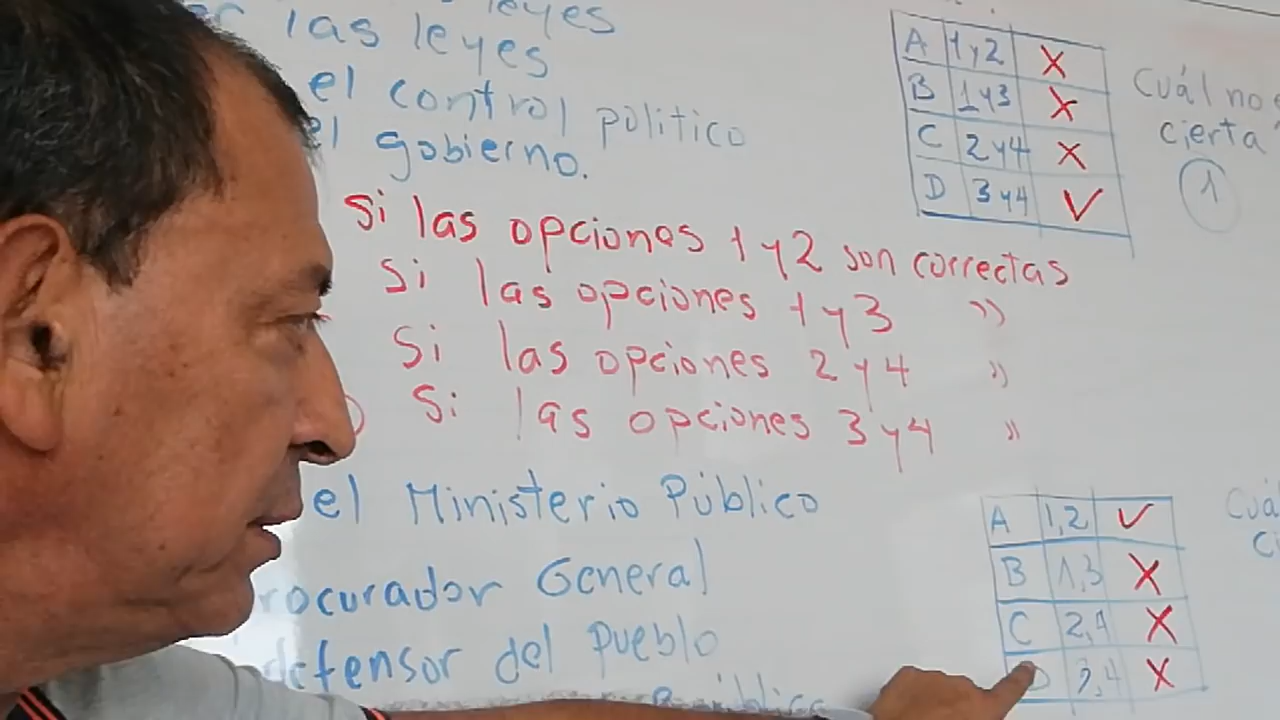 leyes
las leyes
el control político
el gobierno.
Si las opciones 1 y 2 son correctas
Si las opciones 1 y 3 "
Si las opciones 2 y 4 "
Si las opciones 3 y 4 "
el Ministerio Público
rocurador General
defensor del Pueblo
A 1 y 2 X
B 1 y 3 X
C 2 y 4 X
D 3 y 4 ✓
Cuál no
cierta
1
A 1,2 ✓
B 1,3 X
C 2,4 X
D 3,4 X